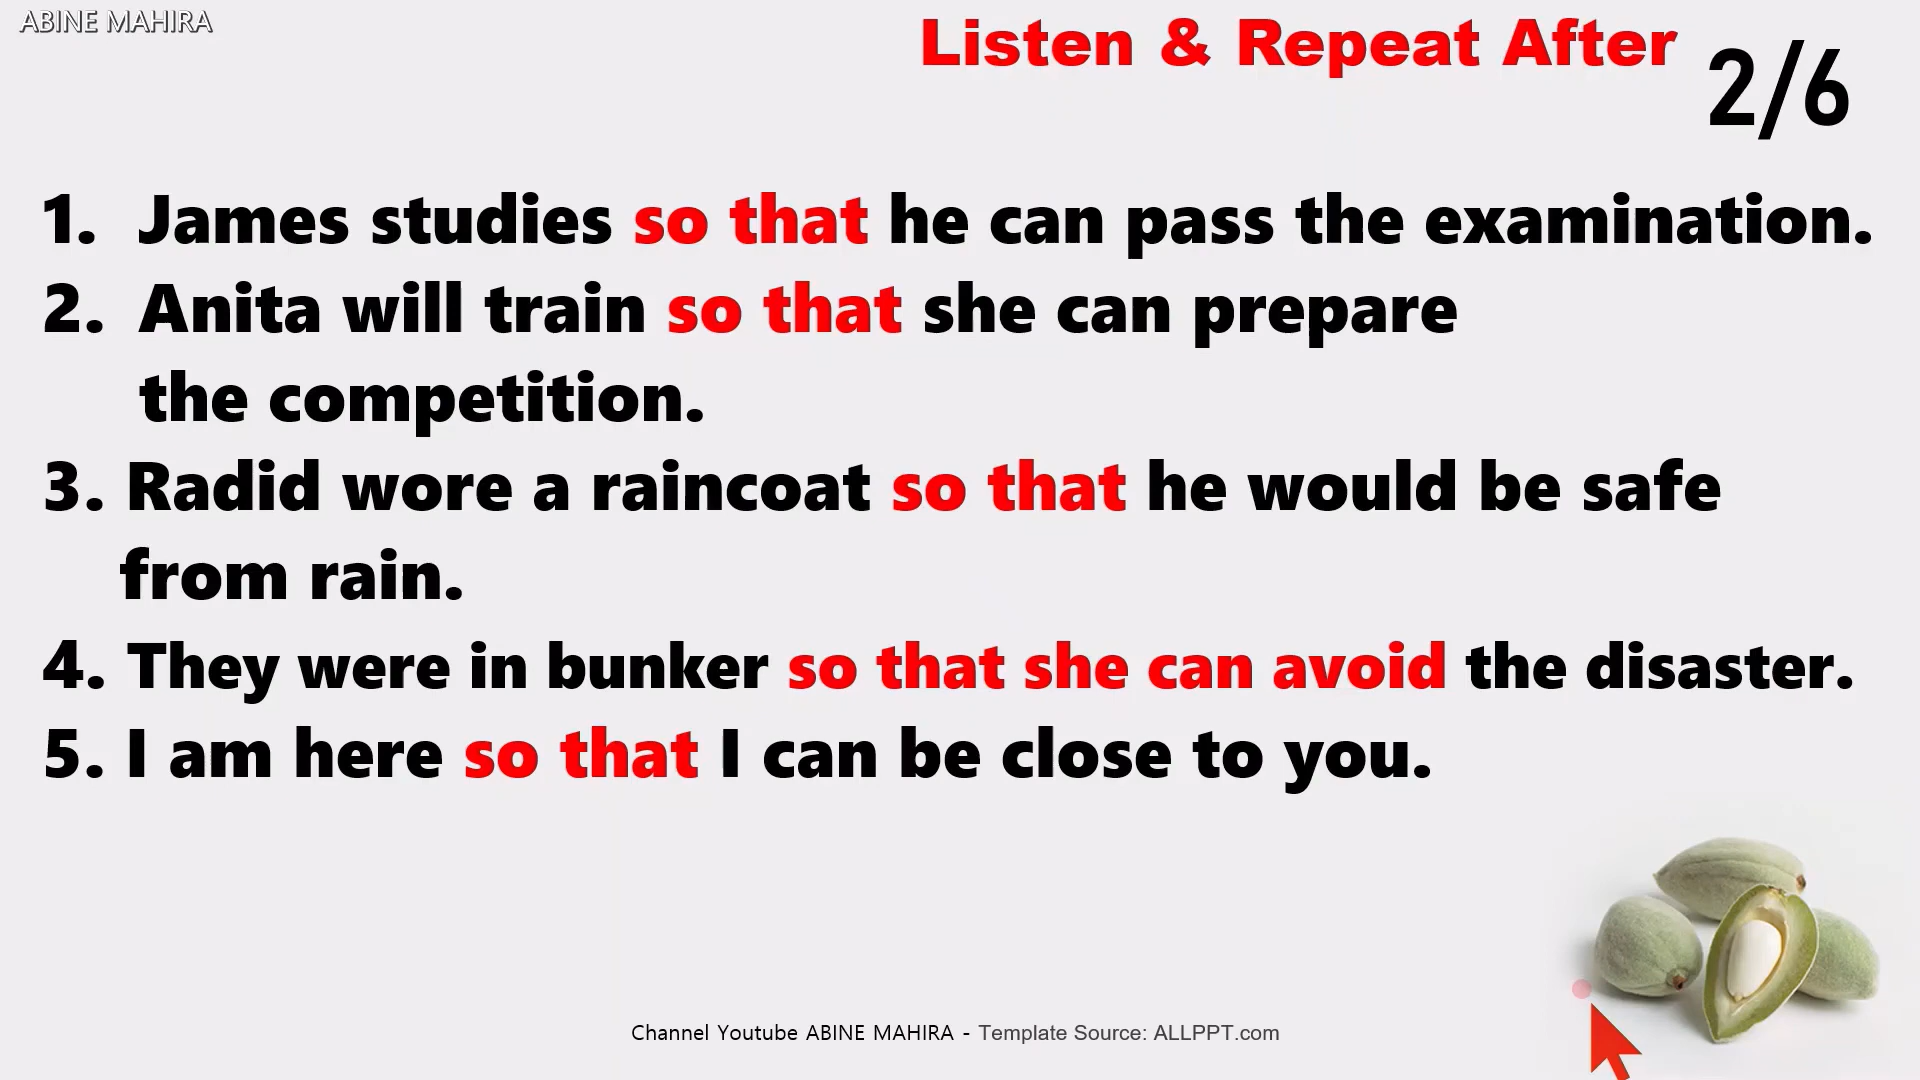 ABINE MAHIRA
Listen & Repeat After
2/6
1. James studies so that he can pass the examination.
2. Anita will train so that she can prepare
the competition.
3. Radid wore a raincoat so that he would be safe
from rain.
4. They were in bunker so that she can avoid the disaster.
5. I am here so that I can be close to you.
Channel Youtube ABINE MAHIRA - Template Source: ALLPPT.com